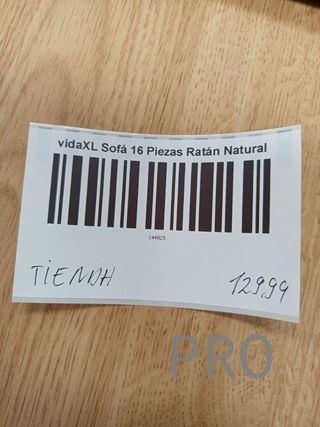 vidaXL Sofá 16 Piezas Ratán Natural
244025
TiENDA
129,99
PRO